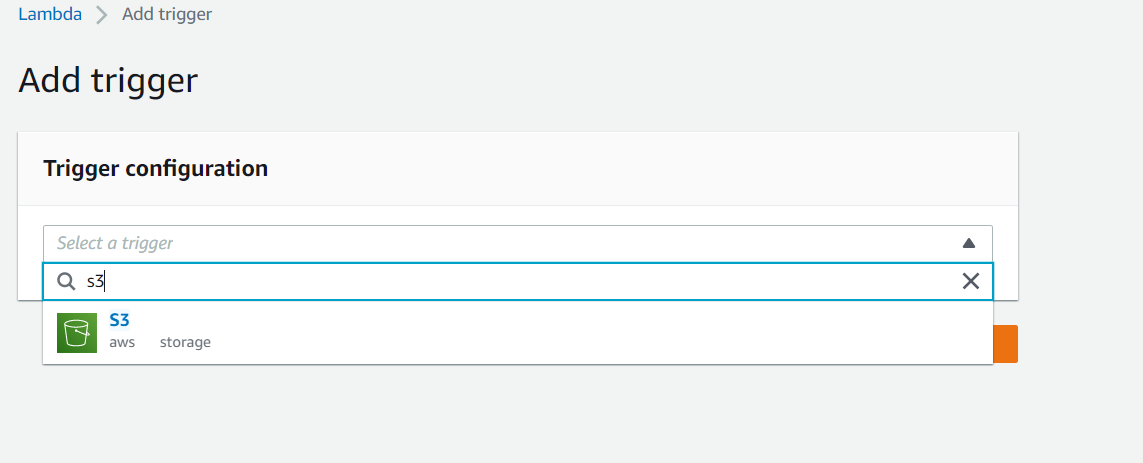 Lambda > Add trigger
Add trigger
Trigger configuration
Select a trigger
s3
S3
aws storage